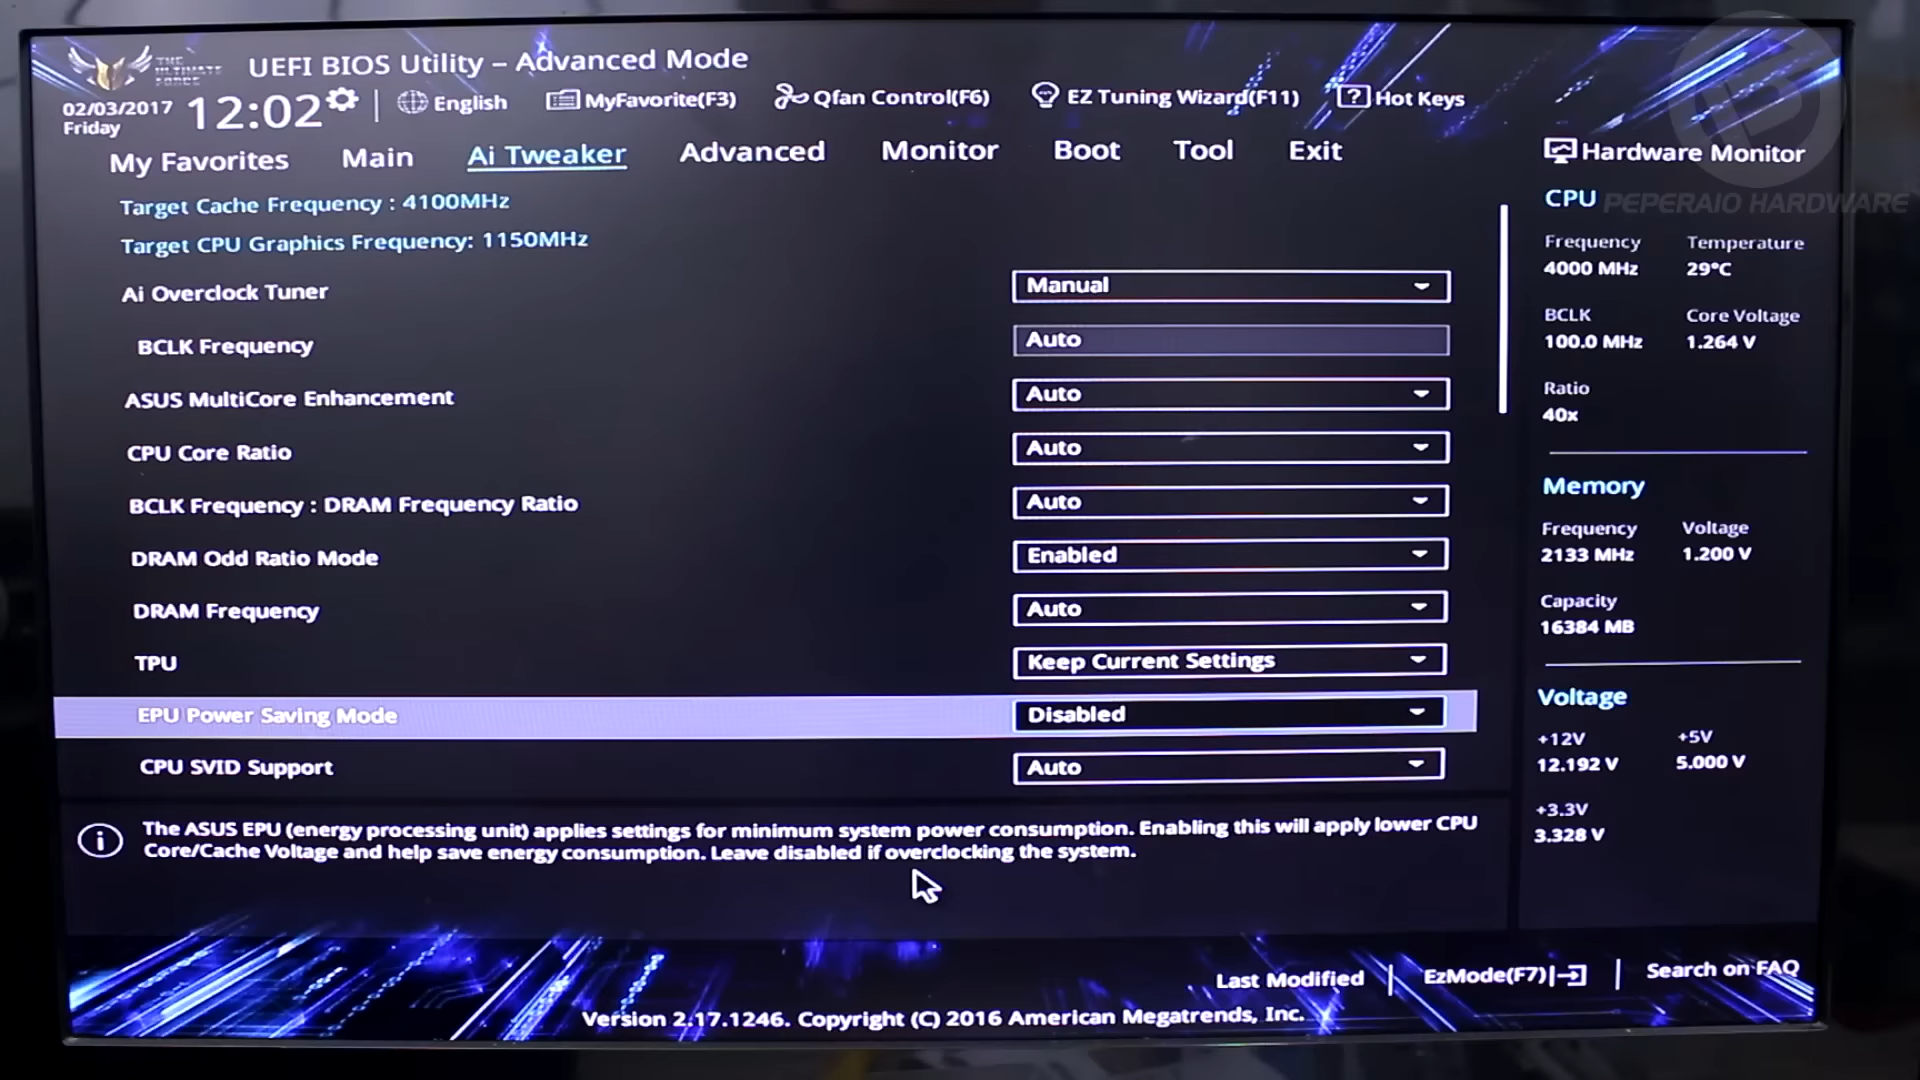 THE
ULTIMATE
FORCE
UEFI BIOS Utility – Advanced Mode
02/03/2017
Friday
12:02
English
MyFavorite(F3)
Qfan Control(F6)
EZ Tuning Wizard(F11)
? Hot Keys
My Favorites
Main
Ai Tweaker
Advanced
Monitor
Boot
Tool
Exit
Target Cache Frequency : 4100MHz
Target CPU Graphics Frequency: 1150MHz
Ai Overclock Tuner Manual
BCLK Frequency Auto
ASUS MultiCore Enhancement Auto
CPU Core Ratio Auto
BCLK Frequency : DRAM Frequency Ratio Auto
DRAM Odd Ratio Mode Enabled
DRAM Frequency Auto
TPU Keep Current Settings
EPU Power Saving Mode Disabled
CPU SVID Support Auto
The ASUS EPU (energy processing unit) applies settings for minimum system power consumption. Enabling this will apply lower CPU
Core/Cache Voltage and help save energy consumption. Leave disabled if overclocking the system.
Hardware Monitor
CPU
PEPERAIO HARDWARE
Frequency Temperature
4000 MHz 29°C
BCLK Core Voltage
100.0 MHz 1.264 V
Ratio
40x
Memory
Frequency Voltage
2133 MHz 1.200 V
Capacity
16384 MB
Voltage
+12V +5V
12.192 V 5.000 V
+3.3V
3.328 V
Last Modified
EzMode(F7)
Search on FAQ
Version 2.17.1246. Copyright (C) 2016 American Megatrends, Inc.